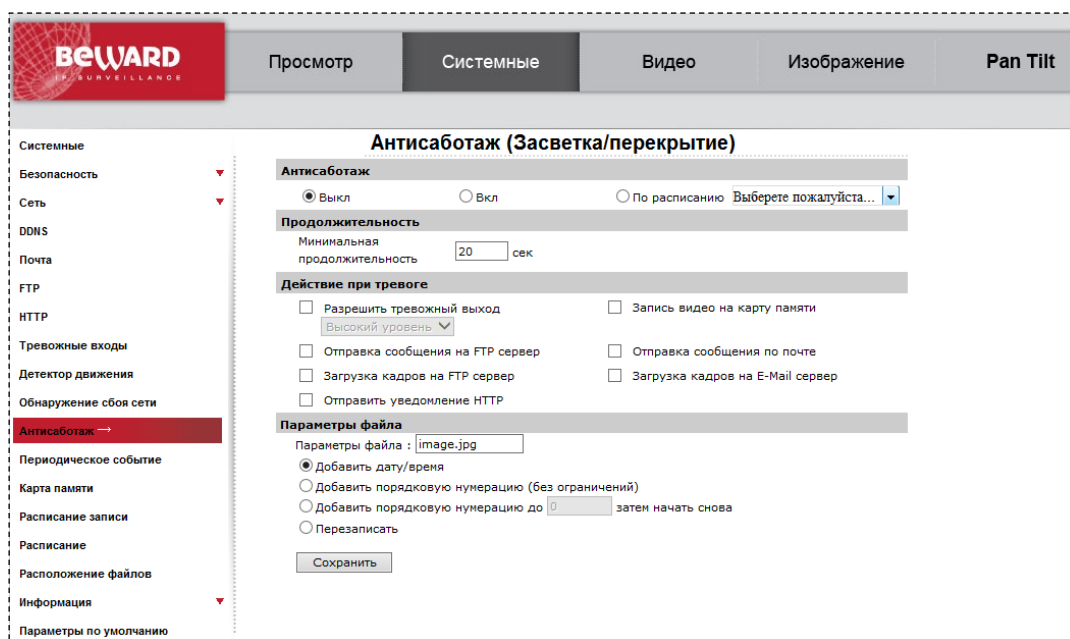 BEWARD
IP SURVEILLANCE
Просмотр Системные Видео Изображение Pan Tilt
Системные
Безопасность
Сеть
DDNS
Почта
FTP
HTTP
Тревожные входы
Детектор движения
Обнаружение сбоя сети
Антисаботаж →
Периодическое событие
Карта памяти
Расписание записи
Расписание
Расположение файлов
Информация
Параметры по умолчанию
Антисаботаж (Засветка/перекрытие)
Антисаботаж
Выкл Вкл По расписанию Выберете пожалуйста...
Продолжительность
Минимальная
продолжительность 20 сек
Действие при тревоге
Разрешить тревожный выход Запись видео на карту памяти
Высокий уровень
Отправка сообщения на FTP сервер Отправка сообщения по почте
Загрузка кадров на FTP сервер Загрузка кадров на E-Mail сервер
Отправить уведомление HTTP
Параметры файла
Параметры файла : image.jpg
Добавить дату/время
Добавить порядковую нумерацию (без ограничений)
Добавить порядковую нумерацию до 0 затем начать снова
Перезаписать
Сохранить